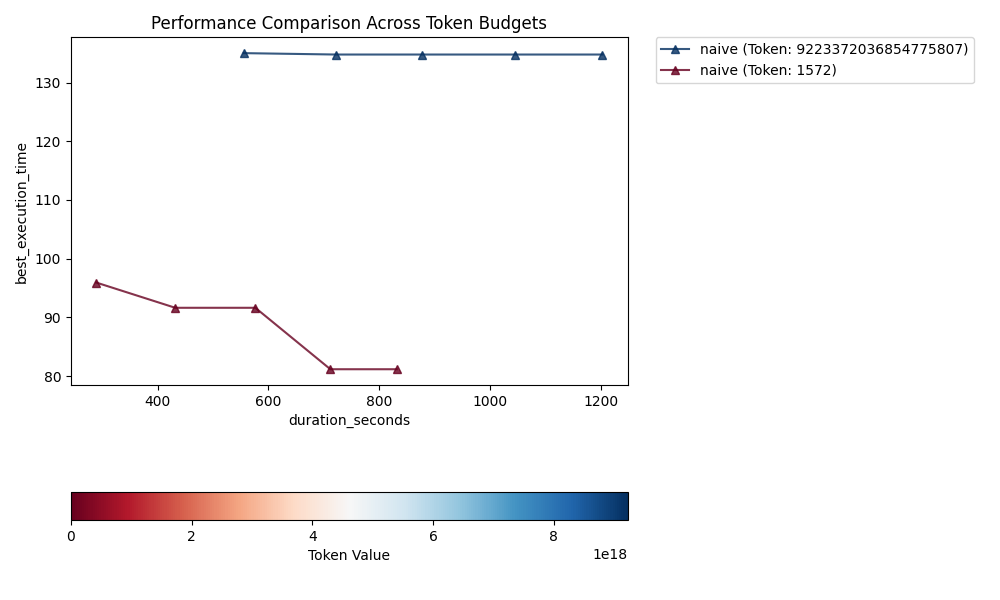 Performance Comparison Across Token Budgets
naive (Token: 9223372036854775807)
naive (Token: 1572)
best_execution_time
130
120
110
100
90
80
400 600 800 1000 1200
duration_seconds
0 2 4 6 8
1e18
Token Value